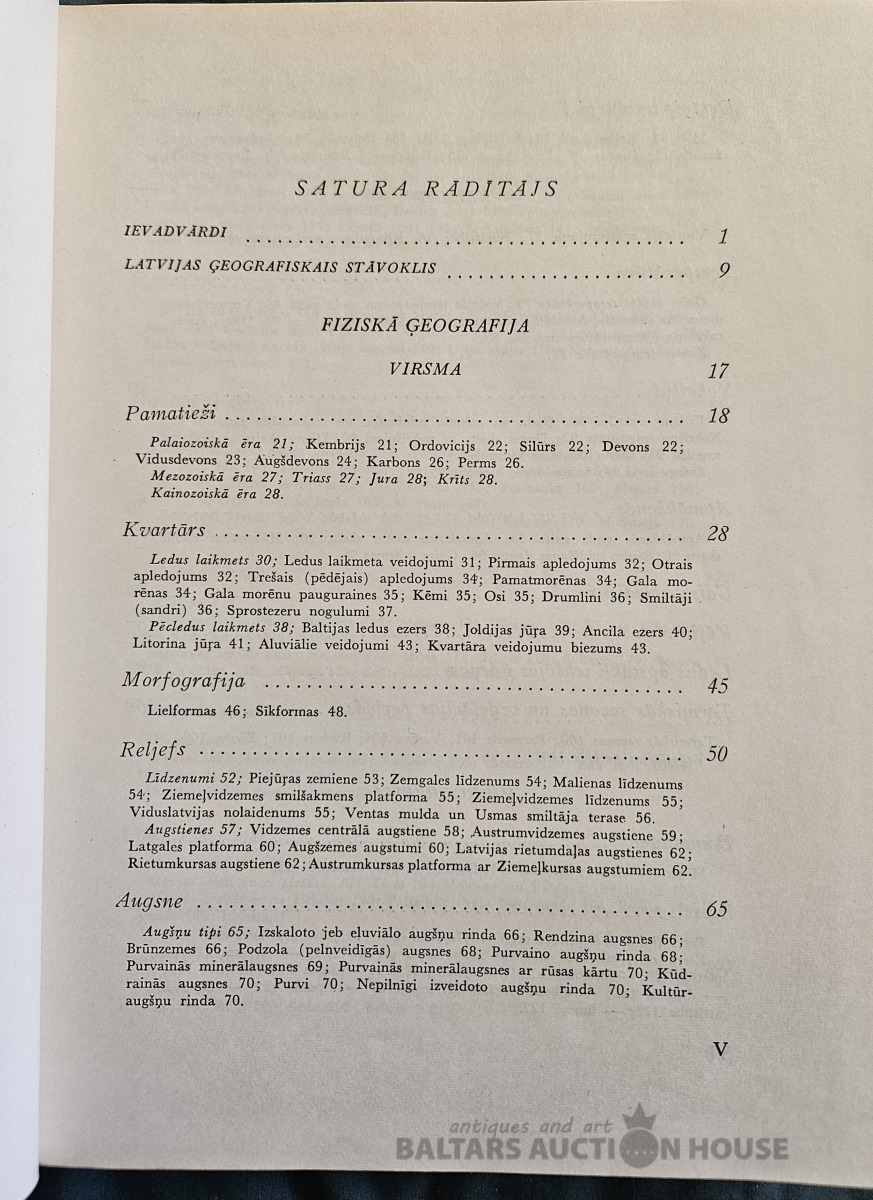 SATURA RĀDĪTĀJS
IEVADVĀRDI . . . . . . . . . . . . . . . . . . . . . . . . . . . . . . . . . . 1
LATVIJAS ĢEOGRAFISKAIS STĀVOKLIS . . . . . . . . . . . . . . . . . . . 9
FIZISKĀ ĢEOGRAFIJA
VIRSMA 17
Pamatieži . . . . . . . . . . . . . . . . . . . . . . . . . . . . . . . . . . . 18
Palaiozoiskā ēra 21; Kembrijs 21; Ordovicijs 22; Silūrs 22; Devons 22;
Vidusdevons 23; Augšdevons 24; Karbons 26; Perms 26.
Mezozoiskā ēra 27; Triass 27; Jura 28; Krīts 28.
Kainozoiskā ēra 28.
Kvartārs . . . . . . . . . . . . . . . . . . . . . . . . . . . . . . . . . . . . 28
Ledus laikmets 30; Ledus laikmeta veidojumi 31; Pirmais apledojums 32; Otrais
apledojums 32; Trešais (pēdējais) apledojums 34; Pamatmorēnas 34; Gala mo-
rēnas 34; Gala morēnu pauguraines 35; Kēmi 35; Osi 35; Drumlini 36; Smiltāji
(sandri) 36; Sprostezeru nogulumi 37.
Pēcledus laikmets 38; Baltijas ledus ezers 38; Joldijas jūŗa 39; Ancila ezers 40;
Litorina jūŗa 41; Aluviālie veidojumi 43; Kvartāra veidojumu biezums 43.
Morfografija . . . . . . . . . . . . . . . . . . . . . . . . . . . . . . . . 45
Lielformas 46; Sīkformas 48.
Reljefs . . . . . . . . . . . . . . . . . . . . . . . . . . . . . . . . . . . . . 50
Līdzenumi 52; Piejūŗas zemiene 53; Zemgales līdzenums 54; Malienas līdzenums
54; Ziemeļvidzemes smilšakmens platforma 55; Ziemeļvidzemes līdzenums 55;
Viduslatvijas nolaidenums 55; Ventas mulda un Usmas smiltāja terase 56.
Augstienes 57; Vidzemes centrālā augstiene 58; Austrumvidzemes augstiene 59;
Latgales platforma 60; Augšzemes augstumi 60; Latvijas rietumdaļas augstienes 62;
Rietumkursas augstiene 62; Austrumkursas platforma ar Ziemeļkursas augstumiem 62.
Augsne . . . . . . . . . . . . . . . . . . . . . . . . . . . . . . . . . . . . . 65
Augšņu tipi 65; Izskaloto jeb eluviālo augšņu rinda 66; Rendzina augsnes 66;
Brūnzemes 66; Podzola (pelnveidīgās) augsnes 68; Purvaino augšņu rinda 68;
Purvainās minerālaugsnes 69; Purvainās minerālaugsnes ar rūsas kārtu 70; Kūd-
rainās augsnes 70; Purvi 70; Nepilnīgi izveidoto augšņu rinda 70; Kultūr-
augšņu rinda 70.
V
antiques and art
BALTARS AUCTION HOUSE